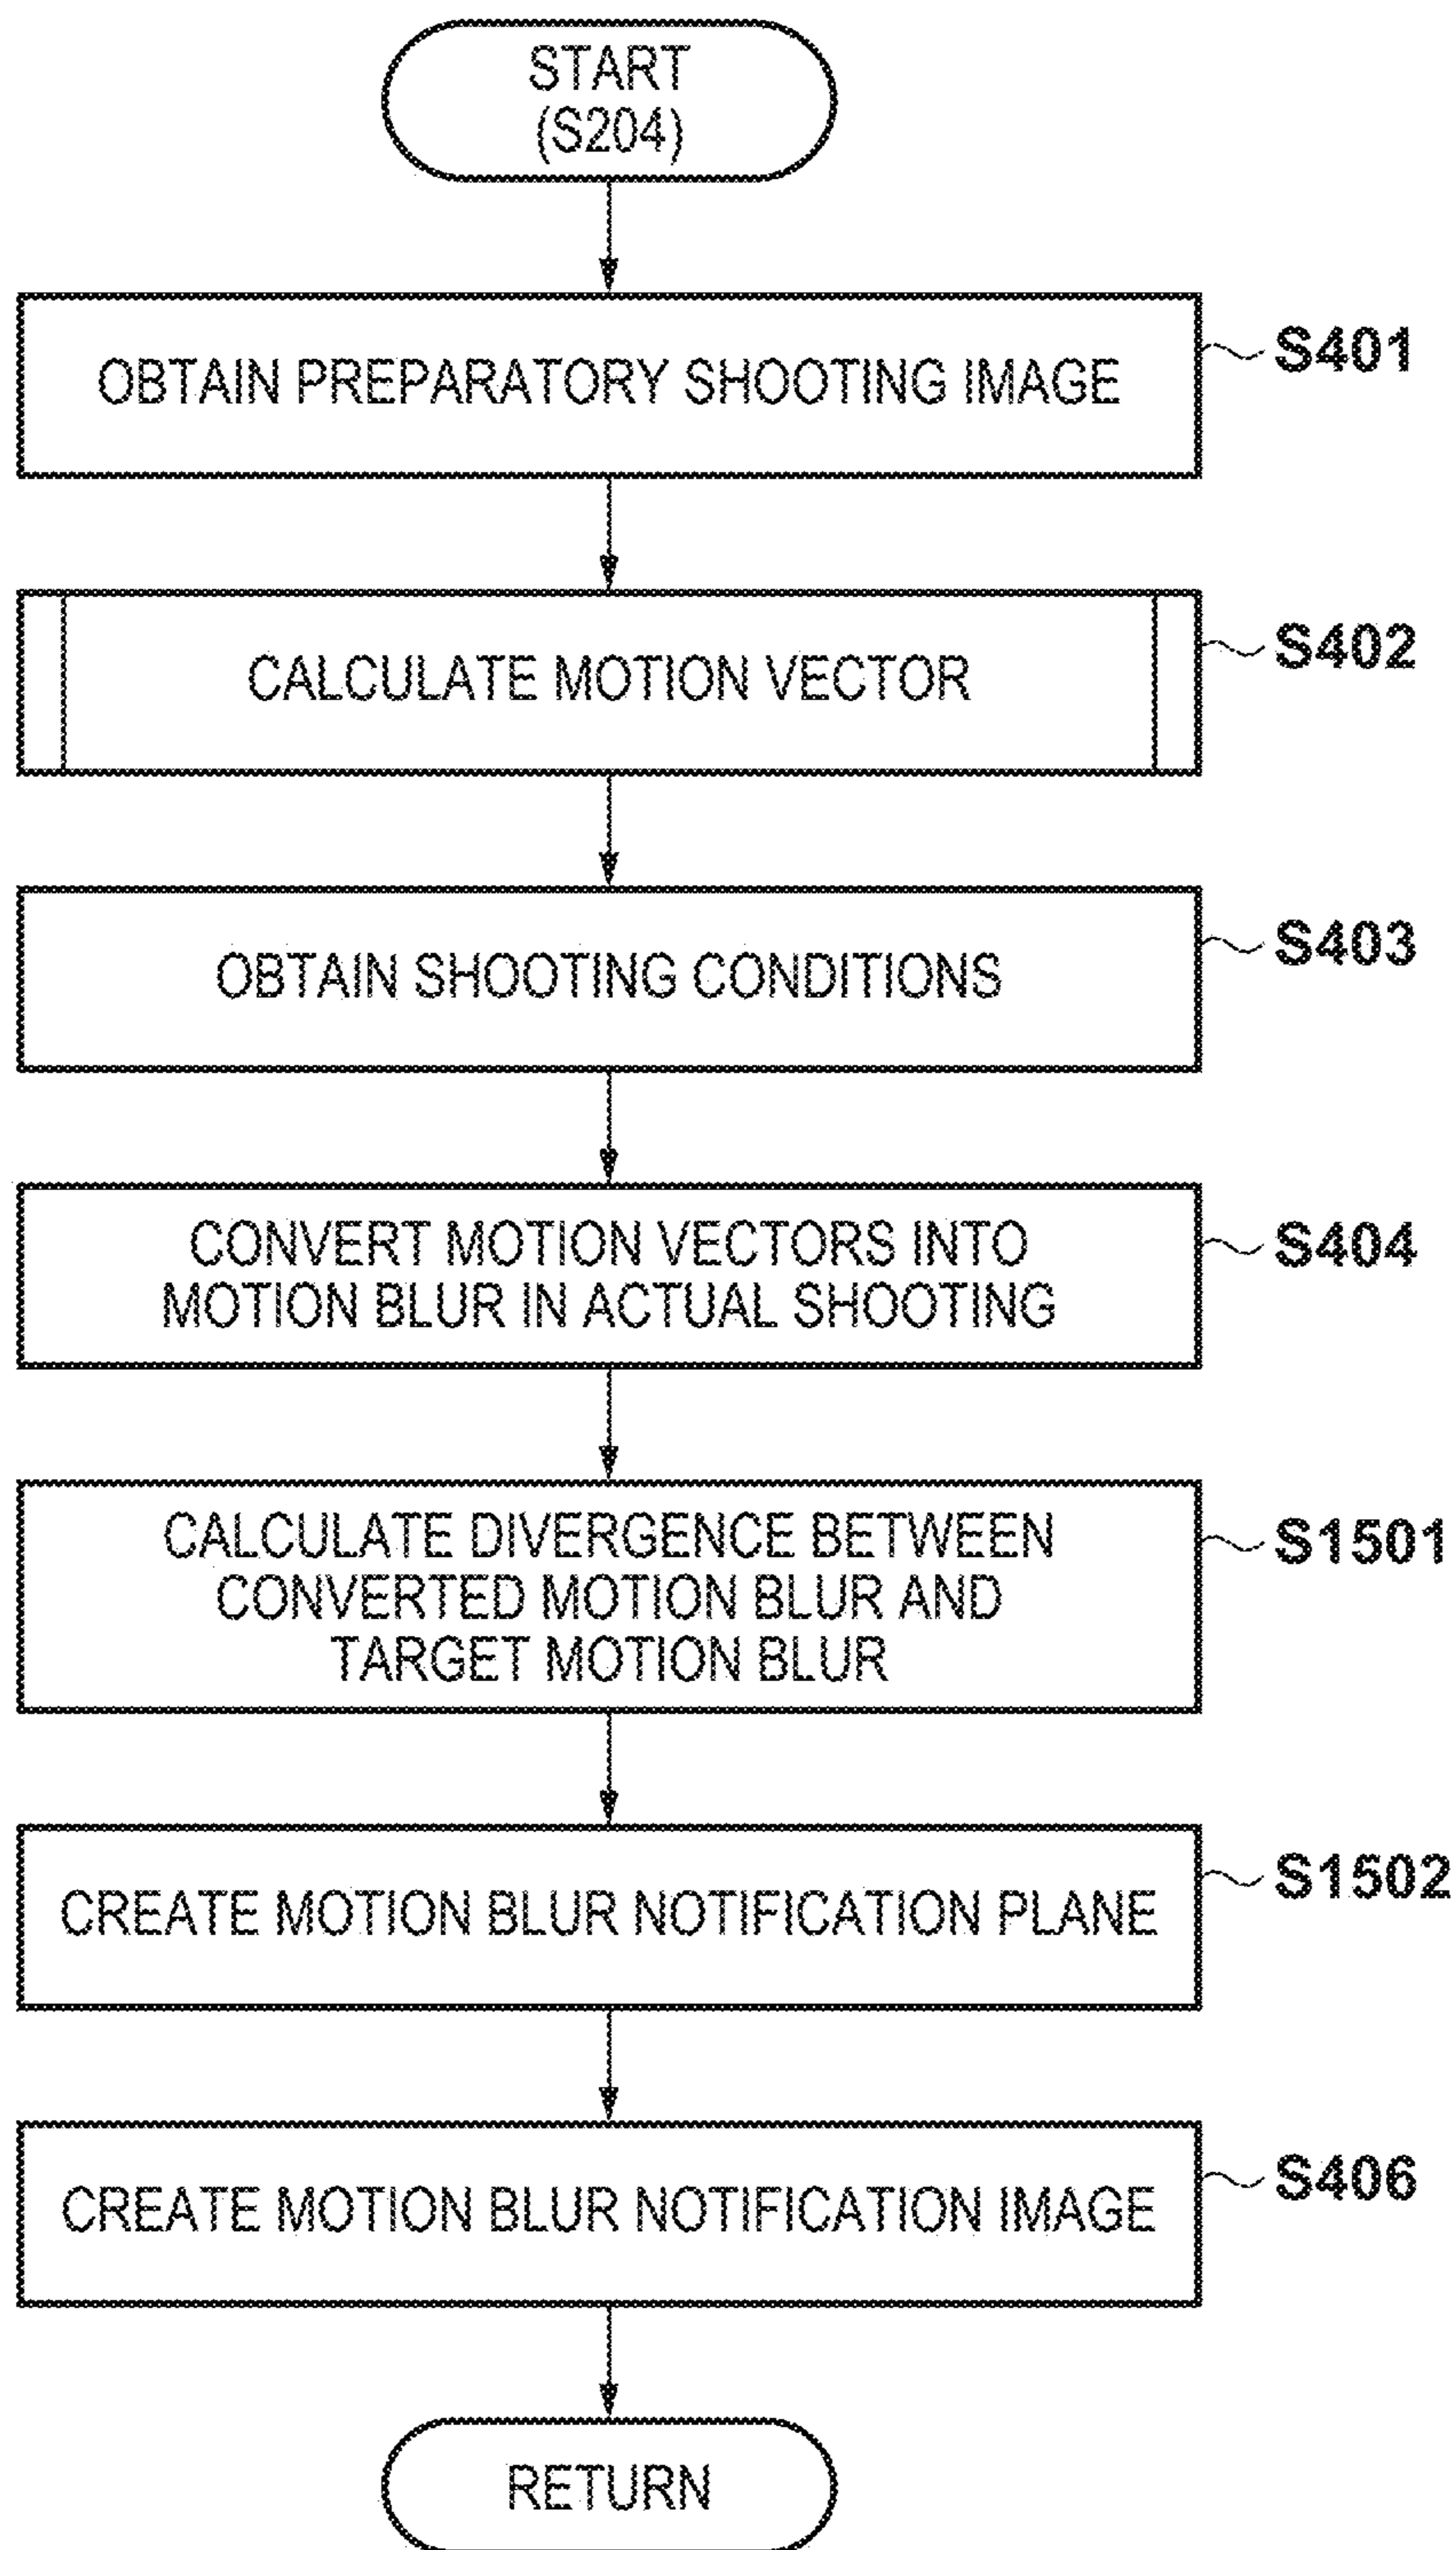 START
(S204)
OBTAIN PREPARATORY SHOOTING IMAGE
S401
CALCULATE MOTION VECTOR
S402
OBTAIN SHOOTING CONDITIONS
S403
CONVERT MOTION VECTORS INTO
MOTION BLUR IN ACTUAL SHOOTING
S404
CALCULATE DIVERGENCE BETWEEN
CONVERTED MOTION BLUR AND
TARGET MOTION BLUR
S1501
CREATE MOTION BLUR NOTIFICATION PLANE
S1502
CREATE MOTION BLUR NOTIFICATION IMAGE
S406
RETURN